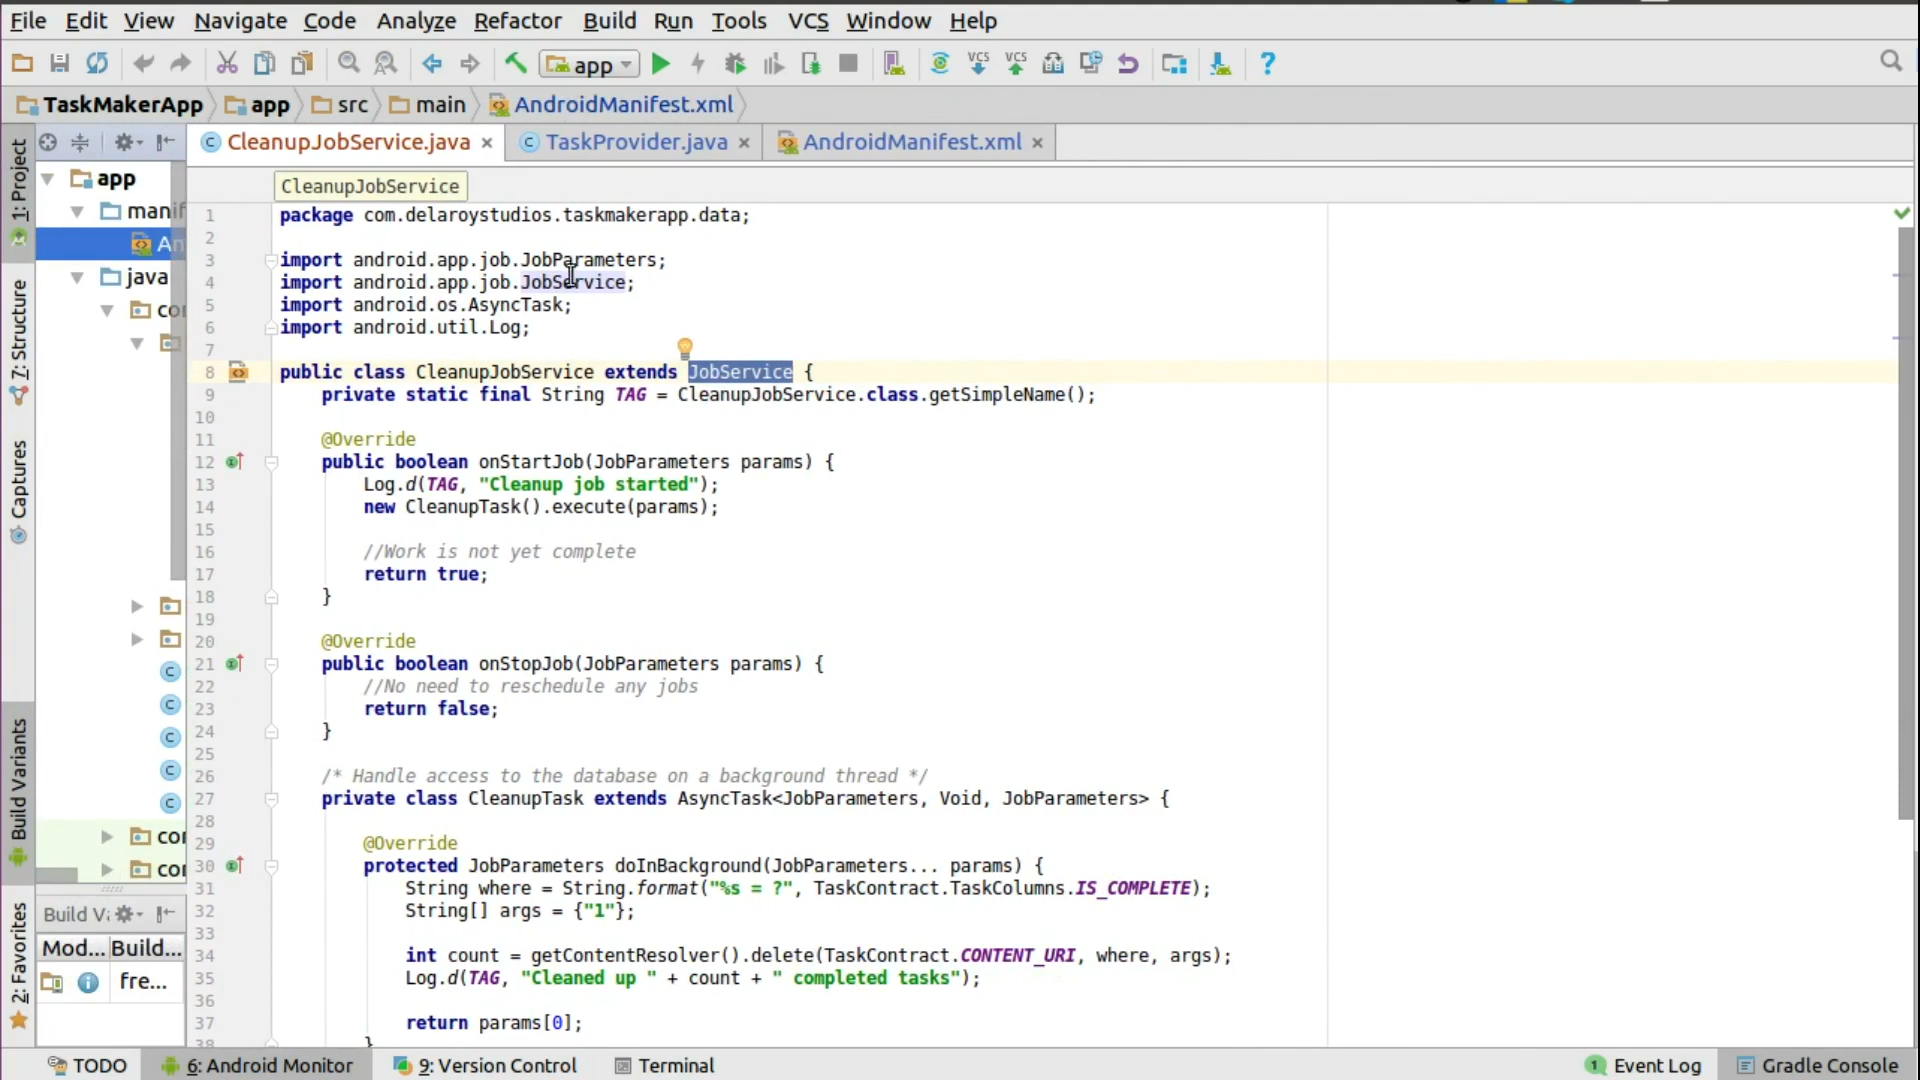 File Edit View Navigate Code Analyze Refactor Build Run Tools VCS Window Help
app VCS VCS ?
TaskMakerApp app src main AndroidManifest.xml
CleanupJobService.java TaskProvider.java AndroidManifest.xml
1: Project
7: Structure
Captures
Build Variants
2: Favorites
app
manif
An
java
co
cor
cor
Build Va
Mod... Build...
fre...
CleanupJobService
1 package com.delaroystudios.taskmakerapp.data;
2
3 import android.app.job.JobParameters;
4 import android.app.job.JobService;
5 import android.os.AsyncTask;
6 import android.util.Log;
7
8 public class CleanupJobService extends JobService {
9 private static final String TAG = CleanupJobService.class.getSimpleName();
10
11 @Override
12 public boolean onStartJob(JobParameters params) {
13 Log.d(TAG, "Cleanup job started");
14 new CleanupTask().execute(params);
15
16 //Work is not yet complete
17 return true;
18 }
19
20 @Override
21 public boolean onStopJob(JobParameters params) {
22 //No need to reschedule any jobs
23 return false;
24 }
25
26 /* Handle access to the database on a background thread */
27 private class CleanupTask extends AsyncTask<JobParameters, Void, JobParameters> {
28
29 @Override
30 protected JobParameters doInBackground(JobParameters... params) {
31 String where = String.format("%s = ?", TaskContract.TaskColumns.IS_COMPLETE);
32 String[] args = {"1"};
33
34 int count = getContentResolver().delete(TaskContract.CONTENT_URI, where, args);
35 Log.d(TAG, "Cleaned up " + count + " completed tasks");
36
37 return params[0];
38 }
TODO 6: Android Monitor 9: Version Control Terminal 1 Event Log Gradle Console